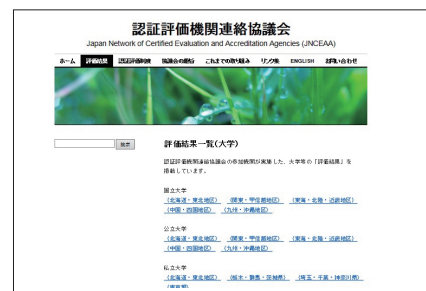 認証評価機関連絡協議会
Japan Network of Certified Evaluation and Accreditation Agencies (JNCEAA)
ホーム 評価結果 認証評価制度 協議会の紹介 これまでの取り組み リンク集 ENGLISH お問い合わせ
検索
評価結果一覧(大学)
認証評価機関連絡協議会の参加機関が実施した、大学等の『評価結果』を
掲載しています。
国立大学
(北海道・東北地区) (関東・甲信越地区) (東海・北陸・近畿地区)
(中国・四国地区) (九州・沖縄地区)
公立大学
(北海道・東北地区) (関東・甲信越地区) (東海・北陸・近畿地区)
(中国・四国地区) (九州・沖縄地区)
私立大学
(北海道・東北地区) (栃木・群馬・茨城県) (埼玉・千葉・神奈川県)
(東京都)